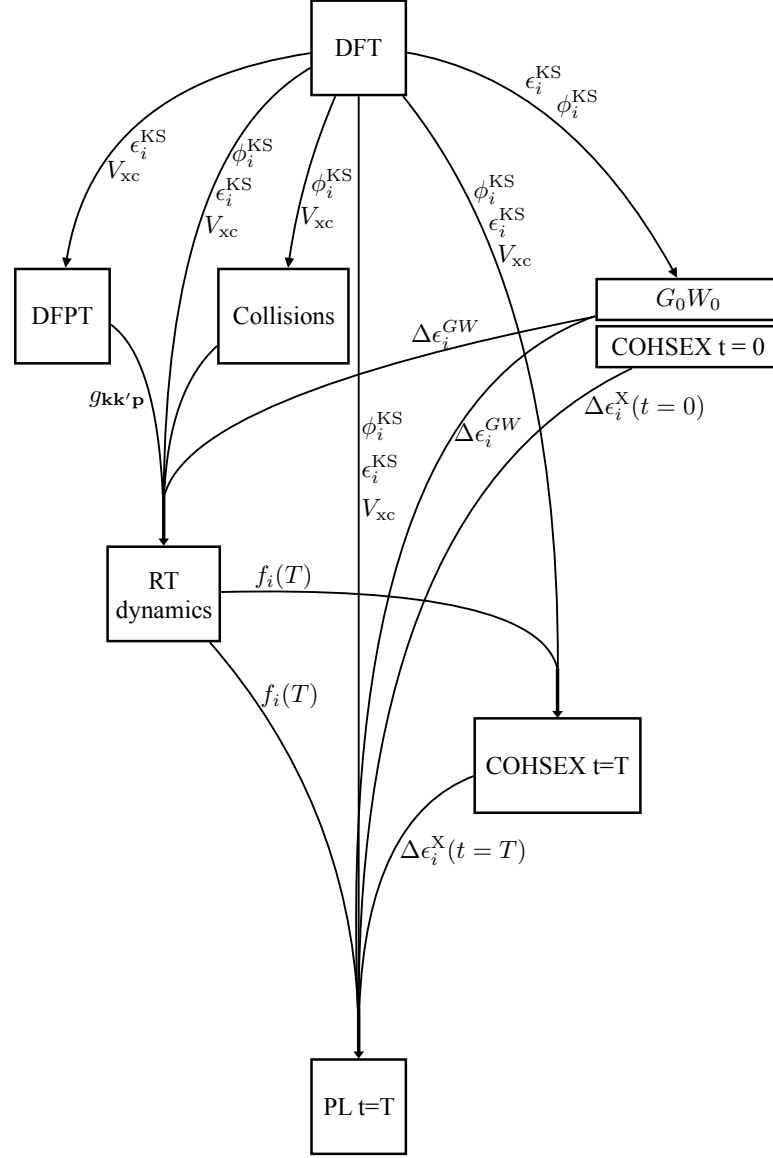 DFT
ϵ_i^KS
φ_i^KS
ϵ_i^KS
V_xc
φ_i^KS
ϵ_i^KS
V_xc
φ_i^KS
V_xc
φ_i^KS
ϵ_i^KS
V_xc
DFPT
Collisions
G_0W_0
COHSEX t = 0
Δϵ_i^GW
g_kk′p
Δϵ_i^X(t = 0)
φ_i^KS
ϵ_i^KS
V_xc
Δϵ_i^GW
RT
dynamics
f_i(T)
f_i(T)
COHSEX t=T
Δϵ_i^X(t = T)
PL t=T